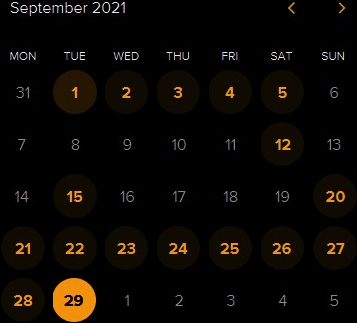 September 2021
MON TUE WED THU FRI SAT SUN
31 1 2 3 4 5 6
7 8 9 10 11 12 13
14 15 16 17 18 19 20
21 22 23 24 25 26 27
28 29 1 2 3 4 5